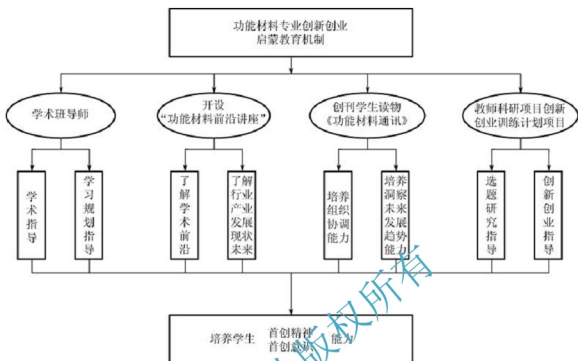 功能材料专业创新创业
启蒙教育机制
学术班导师
开设
“功能材料前沿讲座”
创刊学生读物
《功能材料通讯》
教师科研项目创新
创业训练计划项目
学术指导
学习规划指导
了解学术前沿
了解
行业
产业
发展
现状
未来
培养
组织
协调
能力
培养
洞察
未来
发展
趋势
能力
选题研究指导
创新创业指导
首创精神
培养学生 能力
首创意识
版权所有